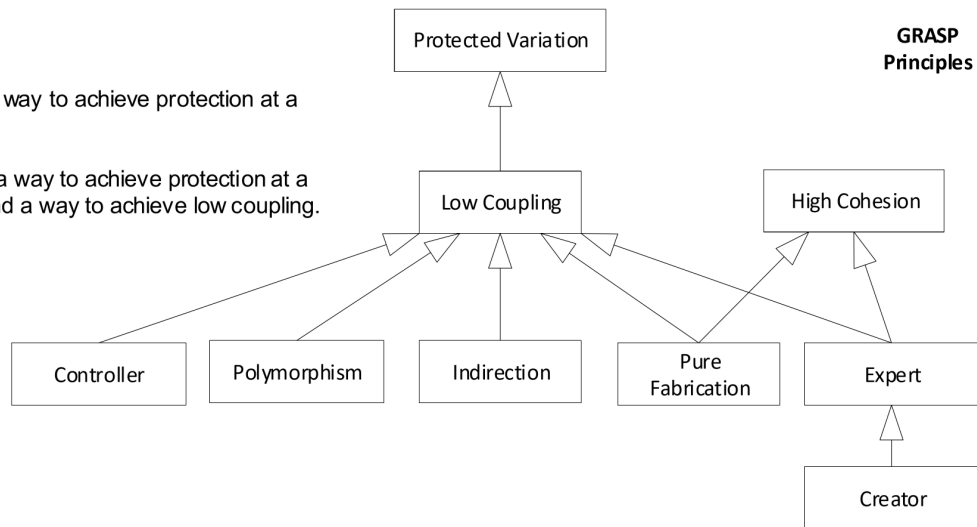 Protected Variation
GRASP
Principles
way to achieve protection at a
a way to achieve protection at a
d a way to achieve low coupling.
Low Coupling
High Cohesion
Controller
Polymorphism
Indirection
Pure
Fabrication
Expert
Creator